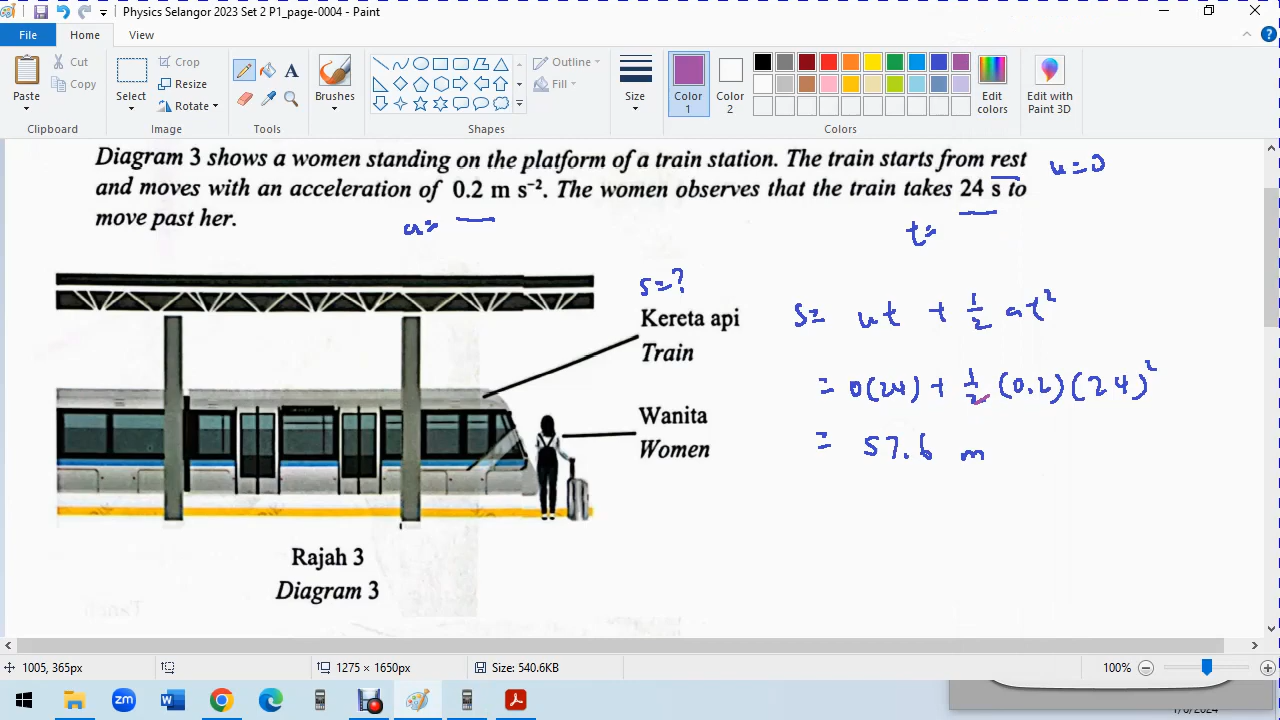 Physics Selangor 2023 Set 2 P1_page-0004 - Paint
File Home View
Paste Cut Copy Select Crop Resize Rotate A Brushes Outline Fill Size Color 1 Color 2 Edit colors Edit with Paint 3D
Clipboard Image Tools Shapes Colors
Diagram 3 shows a women standing on the platform of a train station. The train starts from rest
u=0
and moves with an acceleration of 0.2 m s⁻². The women observes that the train takes 24 s to
move past her.
a=
t=
s=?
Kereta api
Train
Wanita
Women
s= ut + ½ at²
= 0(24) + ½ (0.2)(24)²
= 57.6 m
Rajah 3
Diagram 3
1005, 365px 1275 × 1650px Size: 540.6KB 100%
zm W